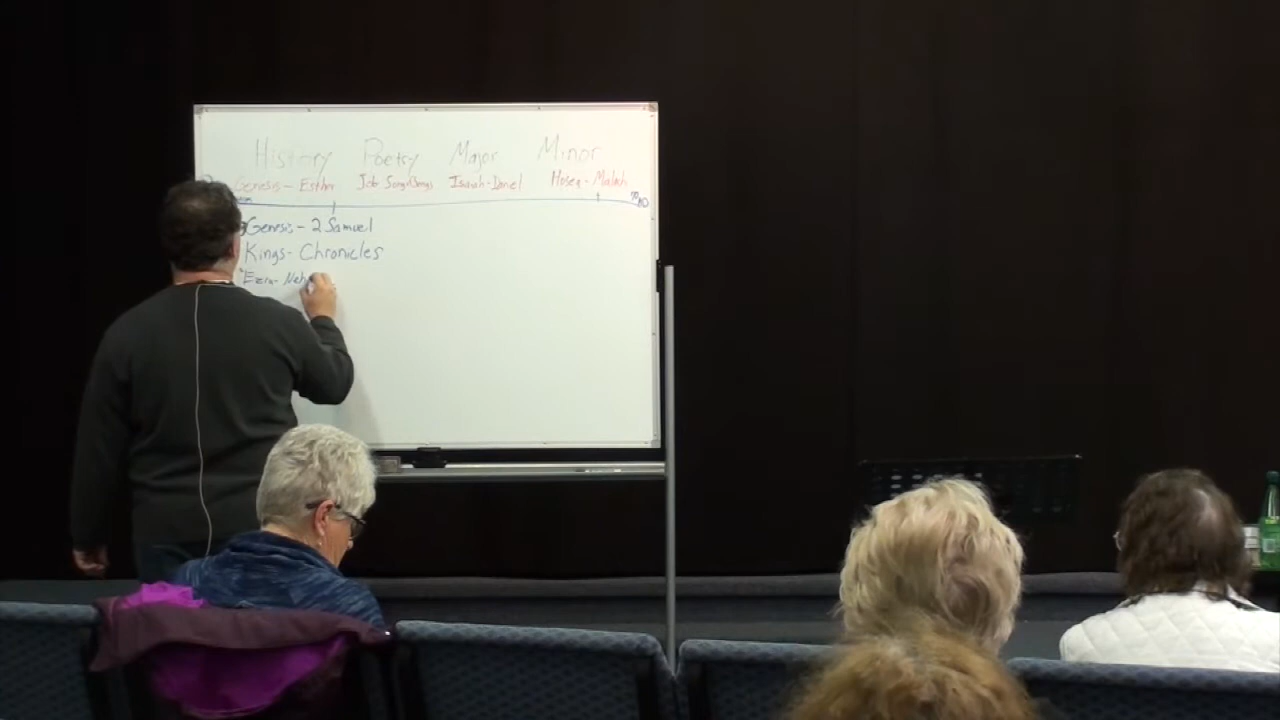 History Poetry Major Minor
Genesis - Esther Job- Song/Songs Isaiah-Daniel Hosea- Malach
Genesis - 2 Samuel
Kings- Chronicles
Ezra- Neh